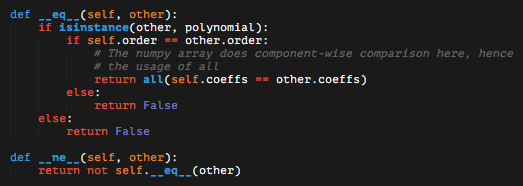 def __eq__(self, other):
    if isinstance(other, polynomial):
        if self.order == other.order:
            # The numpy array does component-wise comparison here, hence
            # the usage of all
            return all(self.coeffs == other.coeffs)
        else:
            return False
    else:
        return False

def __ne__(self, other):
    return not self.__eq__(other)